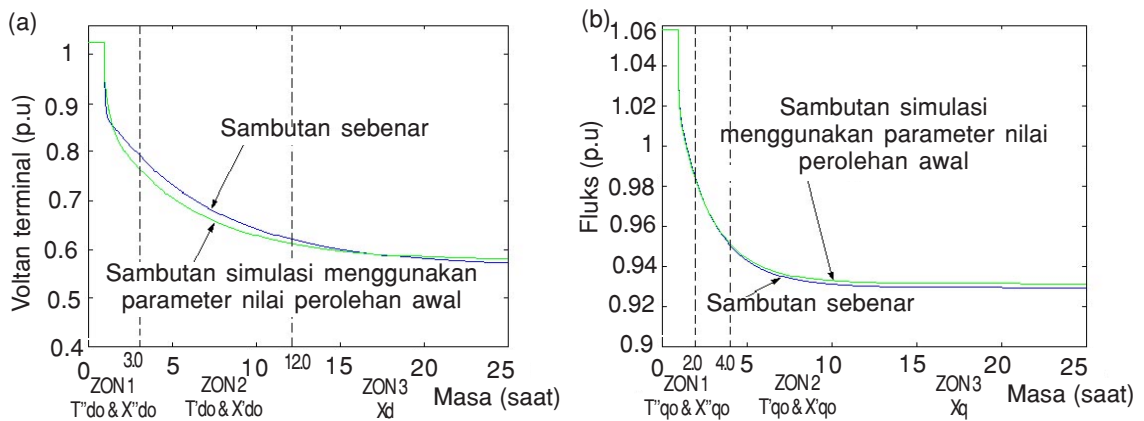 (a)
Voltan terminal (p.u)
1
0.9
0.8
0.7
0.6
0.5
0.4
Sambutan sebenar
Sambutan simulasi menggunakan
parameter nilai perolehan awal
0 3.0 5 10 12.0 15 20 25
ZON 1 ZON 2 ZON 3
T"do & X"do T'do & X'do Xd
Masa (saat)
(b)
Fluks (p.u)
1.06
1.04
1.02
1
0.98
0.96
0.94
0.92
0.9
Sambutan simulasi
menggunakan parameter nilai
perolehan awal
Sambutan sebenar
0 2.0 4.0 5 10 15 20 25
ZON 1 ZON 2 ZON 3
T"qo & X"qo T'qo & X'qo Xq
Masa (saat)